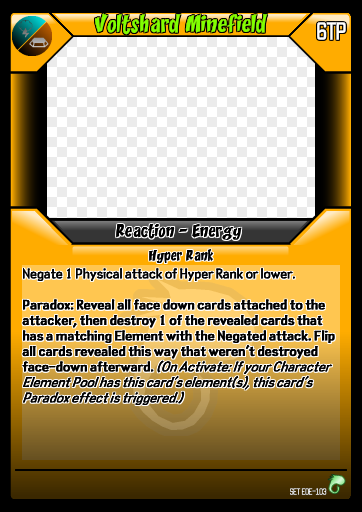 Voltshard Minefield
6TP
Reaction - Energy
Hyper Rank
Negate 1 Physical attack of Hyper Rank or lower.
Paradox: Reveal all face down cards attached to the
attacker, then destroy 1 of the revealed cards that
has a matching Element with the Negated attack. Flip
all cards revealed this way that weren't destroyed
face-down afterward. (On Activate: If your Character
Element Pool has this card's element(s), this card's
Paradox effect is triggered.)
SET EOE-103